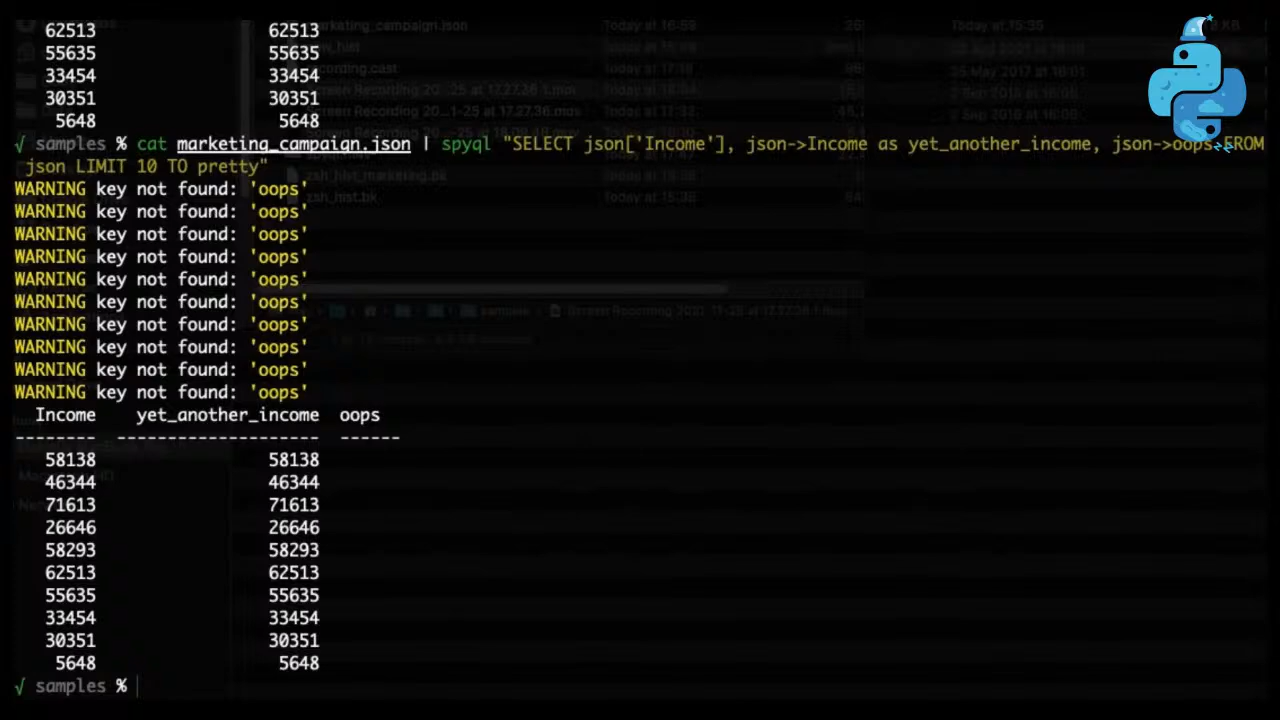 62513 62513
55635 55635
33454 33454
30351 30351
5648 5648
√ samples % cat marketing_campaign.json | spyql "SELECT json['Income'], json->Income as yet_another_income, json->oops FROM
json LIMIT 10 TO pretty"
WARNING key not found: 'oops'
WARNING key not found: 'oops'
WARNING key not found: 'oops'
WARNING key not found: 'oops'
WARNING key not found: 'oops'
WARNING key not found: 'oops'
WARNING key not found: 'oops'
WARNING key not found: 'oops'
WARNING key not found: 'oops'
WARNING key not found: 'oops'
Income yet_another_income oops
-------- -------------------- ------
58138 58138
46344 46344
71613 71613
26646 26646
58293 58293
62513 62513
55635 55635
33454 33454
30351 30351
5648 5648
√ samples %